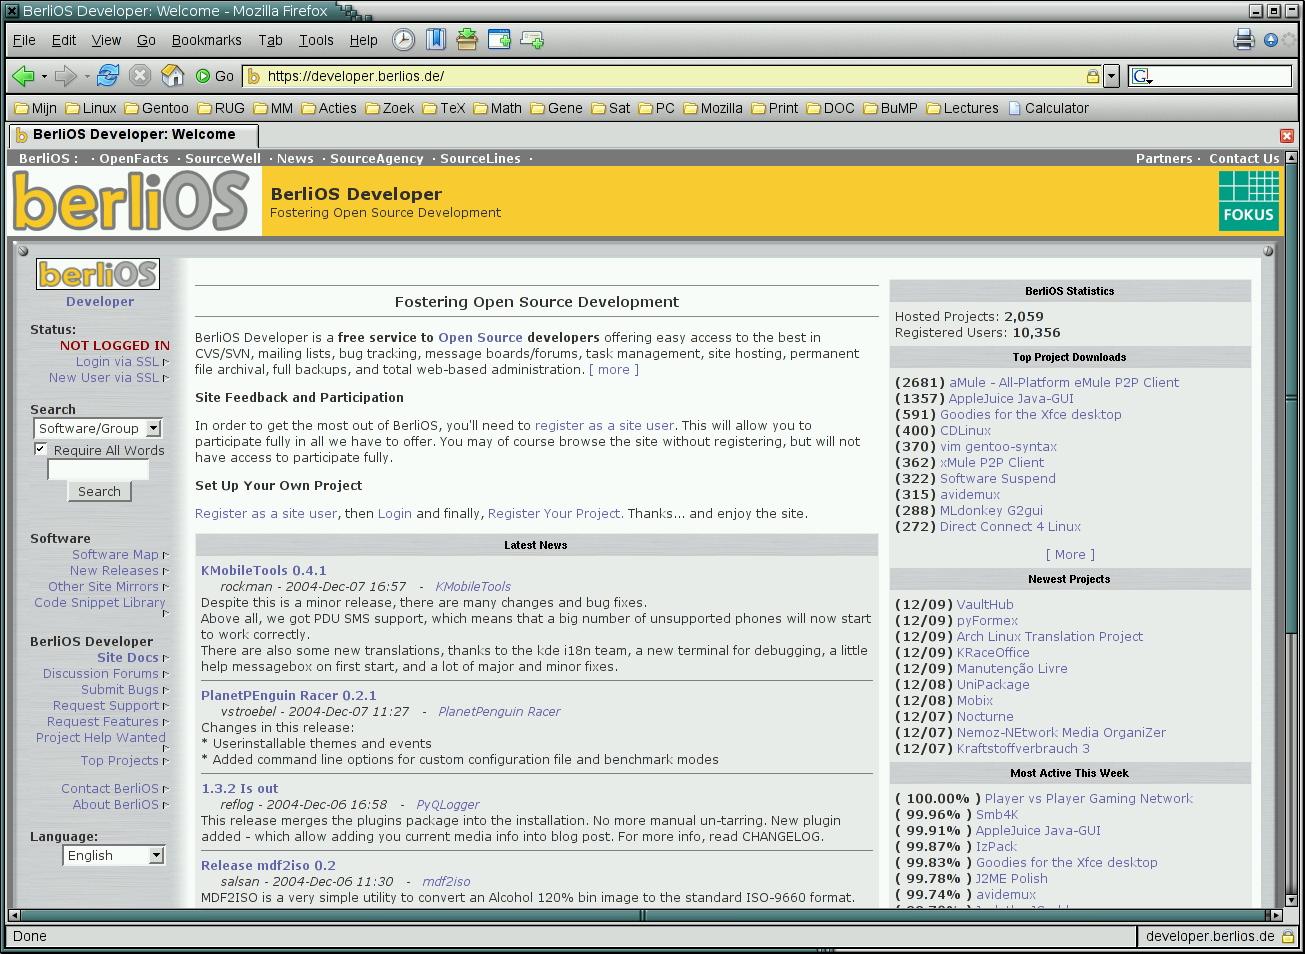 BerliOS Developer: Welcome - Mozilla Firefox
File Edit View Go Bookmarks Tab Tools Help
Go https://developer.berlios.de/
Mijn Linux Gentoo RUG MM Acties Zoek TeX Math Gene Sat PC Mozilla Print DOC BuMP Lectures Calculator
BerliOS Developer: Welcome
BerliOS : · OpenFacts · SourceWell · News · SourceAgency · SourceLines · Partners · Contact Us
berliOS
BerliOS Developer
Fostering Open Source Development
FOKUS
berliOS
Developer
Status:
NOT LOGGED IN
Login via SSL
New User via SSL
Search
Software/Group
Require All Words
Search
Software
Software Map
New Releases
Other Site Mirrors
Code Snippet Library
BerliOS Developer
Site Docs
Discussion Forums
Submit Bugs
Request Support
Request Features
Project Help Wanted
Top Projects
Contact BerliOS
About BerliOS
Language:
English
Fostering Open Source Development
BerliOS Developer is a free service to Open Source developers offering easy access to the best in
CVS/SVN, mailing lists, bug tracking, message boards/forums, task management, site hosting, permanent
file archival, full backups, and total web-based administration. [ more ]
Site Feedback and Participation
In order to get the most out of BerliOS, you'll need to register as a site user. This will allow you to
participate fully in all we have to offer. You may of course browse the site without registering, but will not
have access to participate fully.
Set Up Your Own Project
Register as a site user, then Login and finally, Register Your Project. Thanks... and enjoy the site.
Latest News
KMobileTools 0.4.1
rockman - 2004-Dec-07 16:57 - KMobileTools
Despite this is a minor release, there are many changes and bug fixes.
Above all, we got PDU SMS support, which means that a big number of unsupported phones will now start
to work correctly.
There are also some new translations, thanks to the kde i18n team, a new terminal for debugging, a little
help messagebox on first start, and a lot of major and minor fixes.
PlanetPEnguin Racer 0.2.1
vstroebel - 2004-Dec-07 11:27 - PlanetPenguin Racer
Changes in this release:
* Userinstallable themes and events
* Added command line options for custom configuration file and benchmark modes
1.3.2 Is out
reflog - 2004-Dec-06 16:58 - PyQLogger
This release merges the plugins package into the installation. No more manual un-tarring. New plugin
added - which allow adding you current media info into blog post. For more info, read CHANGELOG.
Release mdf2iso 0.2
salsan - 2004-Dec-06 11:30 - mdf2iso
MDF2ISO is a very simple utility to convert an Alcohol 120% bin image to the standard ISO-9660 format.
BerliOS Statistics
Hosted Projects: 2,059
Registered Users: 10,356
Top Project Downloads
(2681) aMule - All-Platform eMule P2P Client
(1357) AppleJuice Java-GUI
(591) Goodies for the Xfce desktop
(400) CDLinux
(370) vim gentoo-syntax
(362) xMule P2P Client
(322) Software Suspend
(315) avidemux
(288) MLdonkey G2gui
(272) Direct Connect 4 Linux
[ More ]
Newest Projects
(12/09) VaultHub
(12/09) pyFormex
(12/09) Arch Linux Translation Project
(12/09) KRaceOffice
(12/09) Manutenção Livre
(12/08) UniPackage
(12/08) Mobix
(12/07) Nocturne
(12/07) Nemoz-NEtwork Media OrganiZer
(12/07) Kraftstoffverbrauch 3
Most Active This Week
( 100.00% ) Player vs Player Gaming Network
( 99.96% ) Smb4K
( 99.91% ) AppleJuice Java-GUI
( 99.87% ) IzPack
( 99.83% ) Goodies for the Xfce desktop
( 99.78% ) J2ME Polish
( 99.74% ) avidemux
Done developer.berlios.de